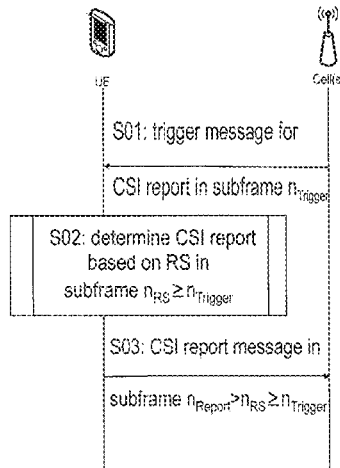 UE
Cell/s
S01: trigger message for
CSI report in subframe nTrigger
S02: determine CSI report
based on RS in
subframe nRS≥nTrigger
S03: CSI report message in
subframe nReport>nRS≥nTrigger